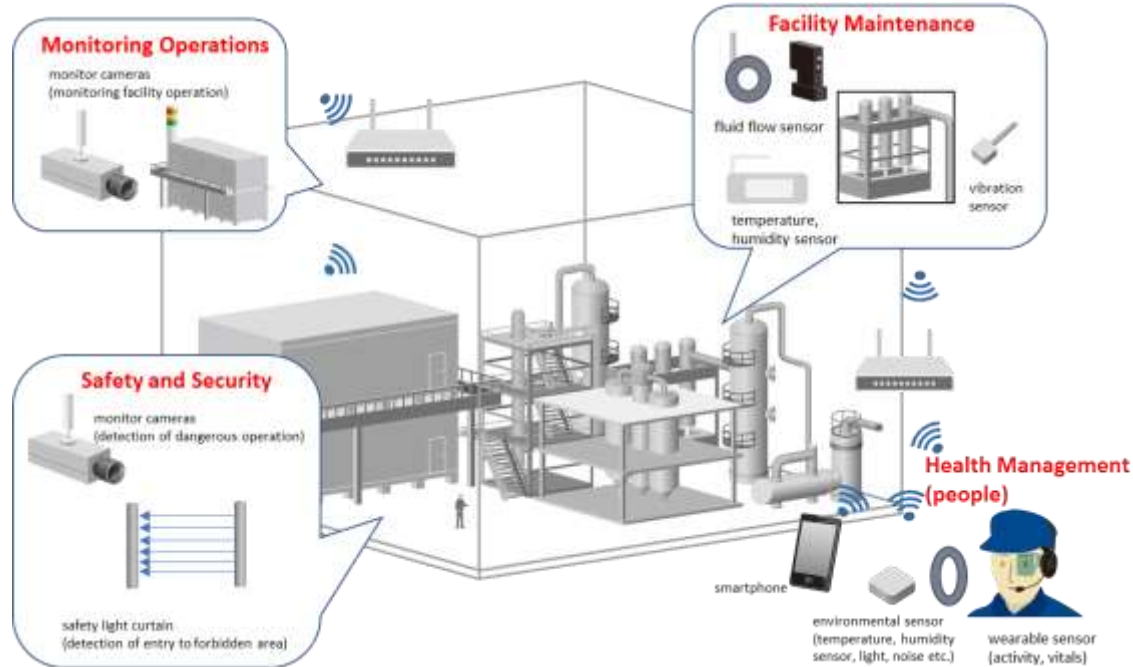 Monitoring Operations
monitor cameras
(monitoring facility operation)
Facility Maintenance
fluid flow sensor
vibration
sensor
temperature,
humidity sensor
Safety and Security
monitor cameras
(detection of dangerous operation)
safety light curtain
(detection of entry to forbidden area)
Health Management
(people)
smartphone
environmental sensor
(temperature, humidity
sensor, light, noise etc.)
wearable sensor
(activity, vitals)